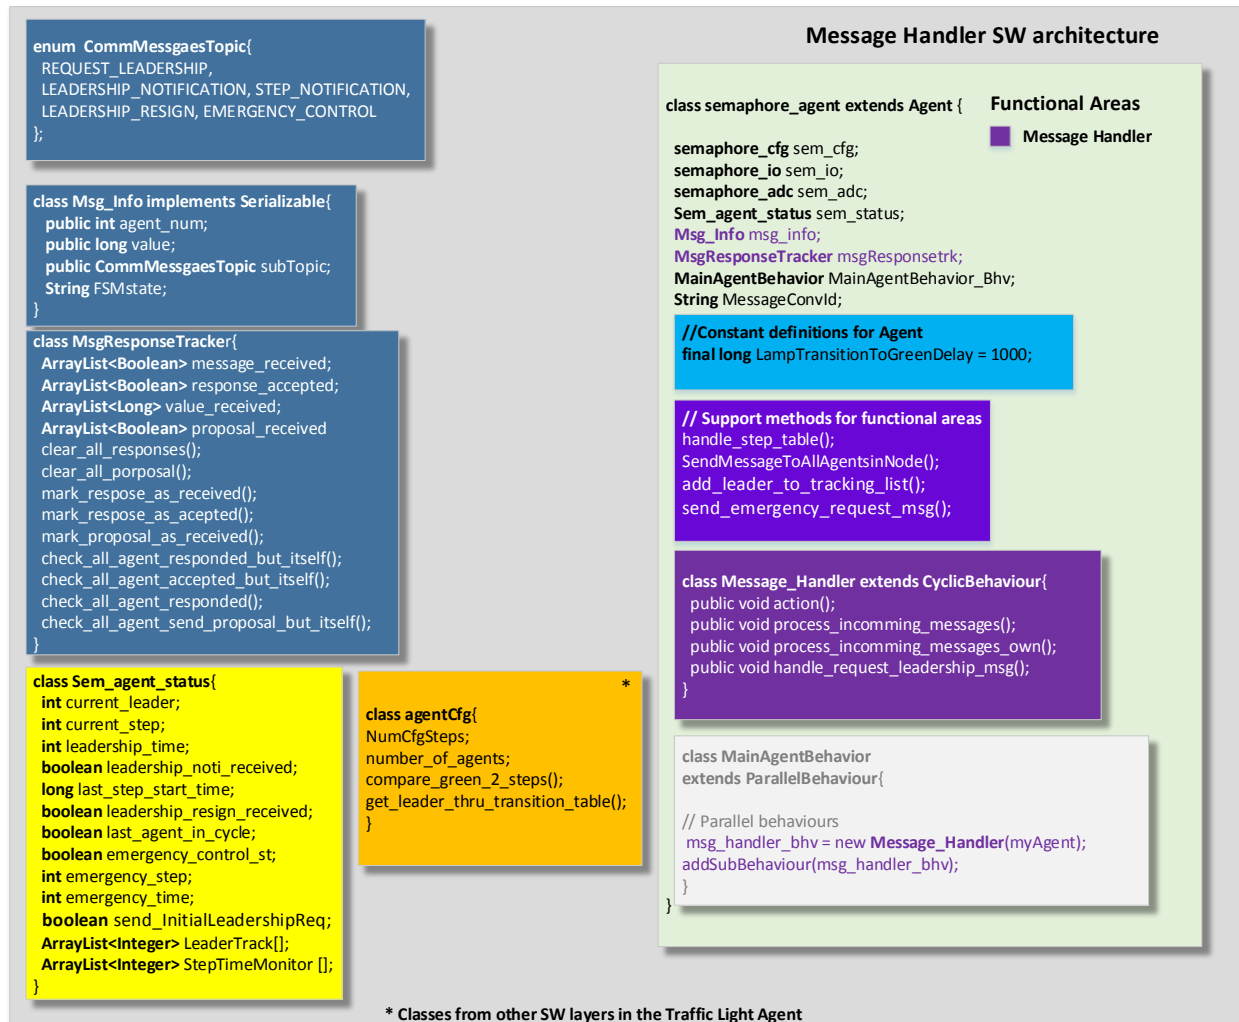 Message Handler SW architecture
enum CommMessgaesTopic{
REQUEST_LEADERSHIP,
LEADERSHIP_NOTIFICATION, STEP_NOTIFICATION,
LEADERSHIP_RESIGN, EMERGENCY_CONTROL
};
class Msg_Info implements Serializable{
public int agent_num;
public long value;
public CommMessgaesTopic subTopic;
String FSMstate;
}
class MsgResponseTracker{
ArrayList<Boolean> message_received;
ArrayList<Boolean> response_accepted;
ArrayList<Long> value_received;
ArrayList<Boolean> proposal_received
clear_all_responses();
clear_all_porposal();
mark_respose_as_received();
mark_respose_as_acepted();
mark_proposal_as_received();
check_all_agent_responded_but_itself();
check_all_agent_accepted_but_itself();
check_all_agent_responded();
check_all_agent_send_proposal_but_itself();
}
class Sem_agent_status{
int current_leader;
int current_step;
int leadership_time;
boolean leadership_noti_received;
long last_step_start_time;
boolean leadership_resign_received;
boolean last_agent_in_cycle;
boolean emergency_control_st;
int emergency_step;
int emergency_time;
boolean send_InitialLeadershipReq;
ArrayList<Integer> LeaderTrack[];
ArrayList<Integer> StepTimeMonitor [];
}
*
class agentCfg{
NumCfgSteps;
number_of_agents;
compare_green_2_steps();
get_leader_thru_transition_table();
}
class semaphore_agent extends Agent {
Functional Areas
Message Handler
semaphore_cfg sem_cfg;
semaphore_io sem_io;
semaphore_adc sem_adc;
Sem_agent_status sem_status;
Msg_Info msg_info;
MsgResponseTracker msgResponsetrk;
MainAgentBehavior MainAgentBehavior_Bhv;
String MessageConvId;
//Constant definitions for Agent
final long LampTransitionToGreenDelay = 1000;
// Support methods for functional areas
handle_step_table();
SendMessageToAllAgentsinNode();
add_leader_to_tracking_list();
send_emergency_request_msg();
class Message_Handler extends CyclicBehaviour{
public void action();
public void process_incomming_messages();
public void process_incomming_messages_own();
public void handle_request_leadership_msg();
}
class MainAgentBehavior
extends ParallelBehaviour{
// Parallel behaviours
msg_handler_bhv = new Message_Handler(myAgent);
addSubBehaviour(msg_handler_bhv);
}
}
* Classes from other SW layers in the Traffic Light Agent